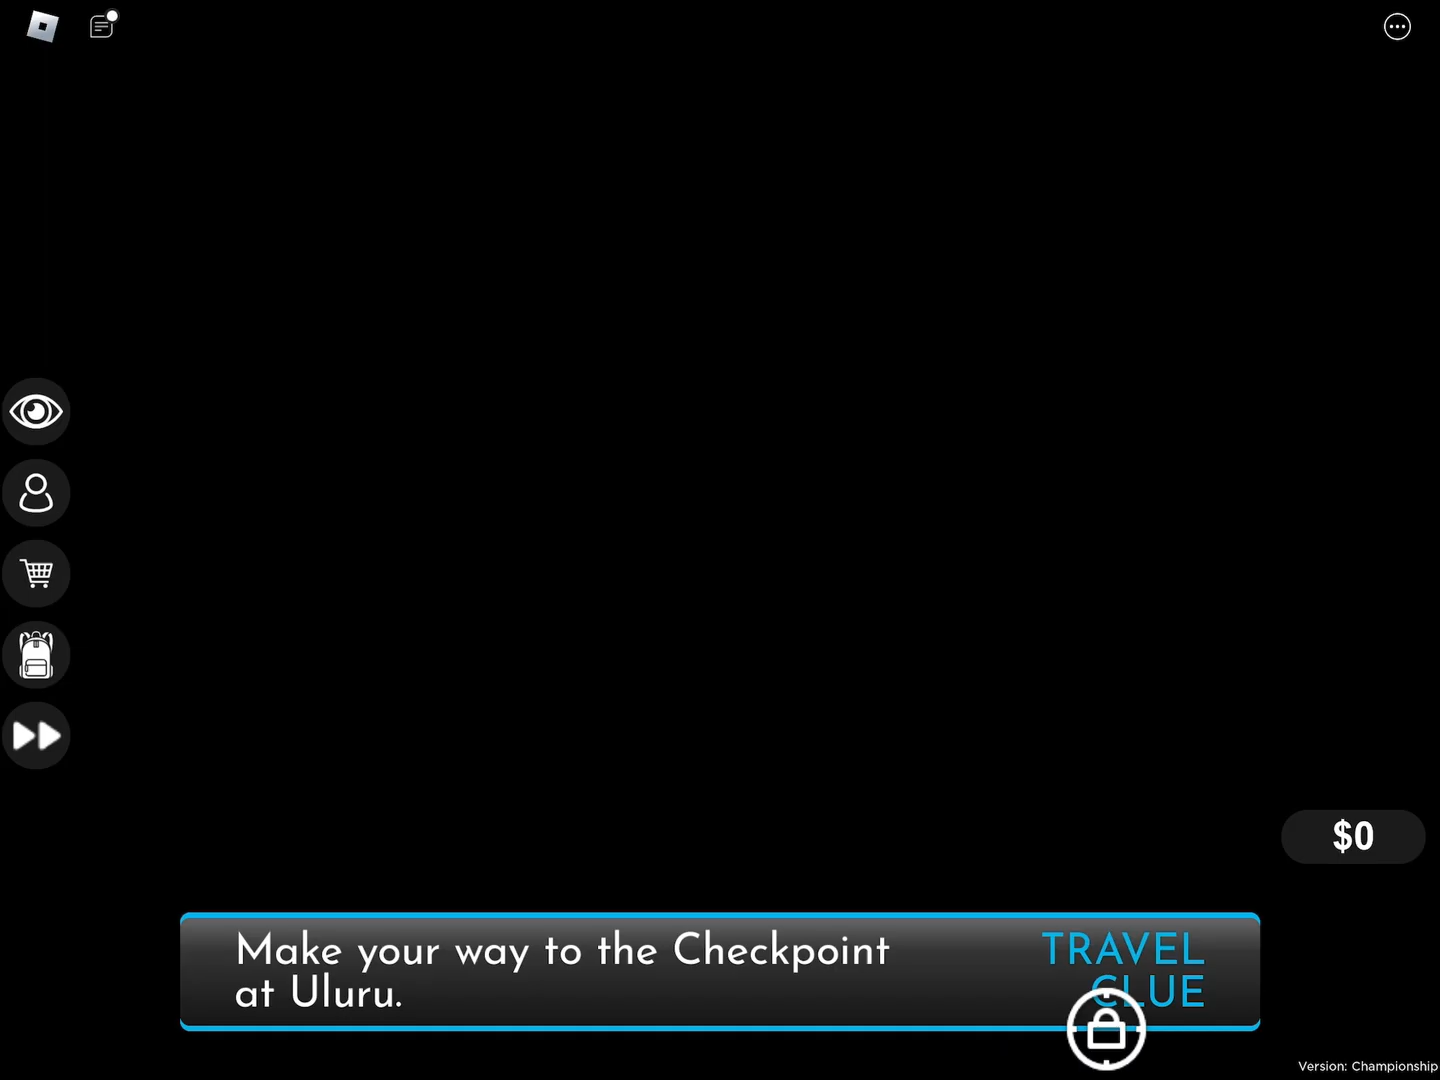 $0
Make your way to the Checkpoint
at Uluru.
TRAVEL
CLUE
Version: Championship